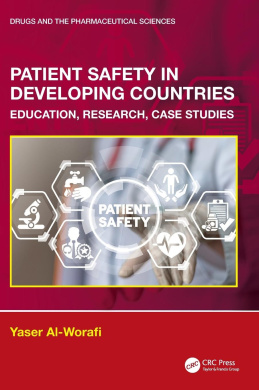 DRUGS AND THE PHARMACEUTICAL SCIENCES
PATIENT SAFETY IN
DEVELOPING COUNTRIES
EDUCATION, RESEARCH, CASE STUDIES
PATIENT
SAFETY
Yaser Al-Worafi
CRC Press
Taylor & Francis Group